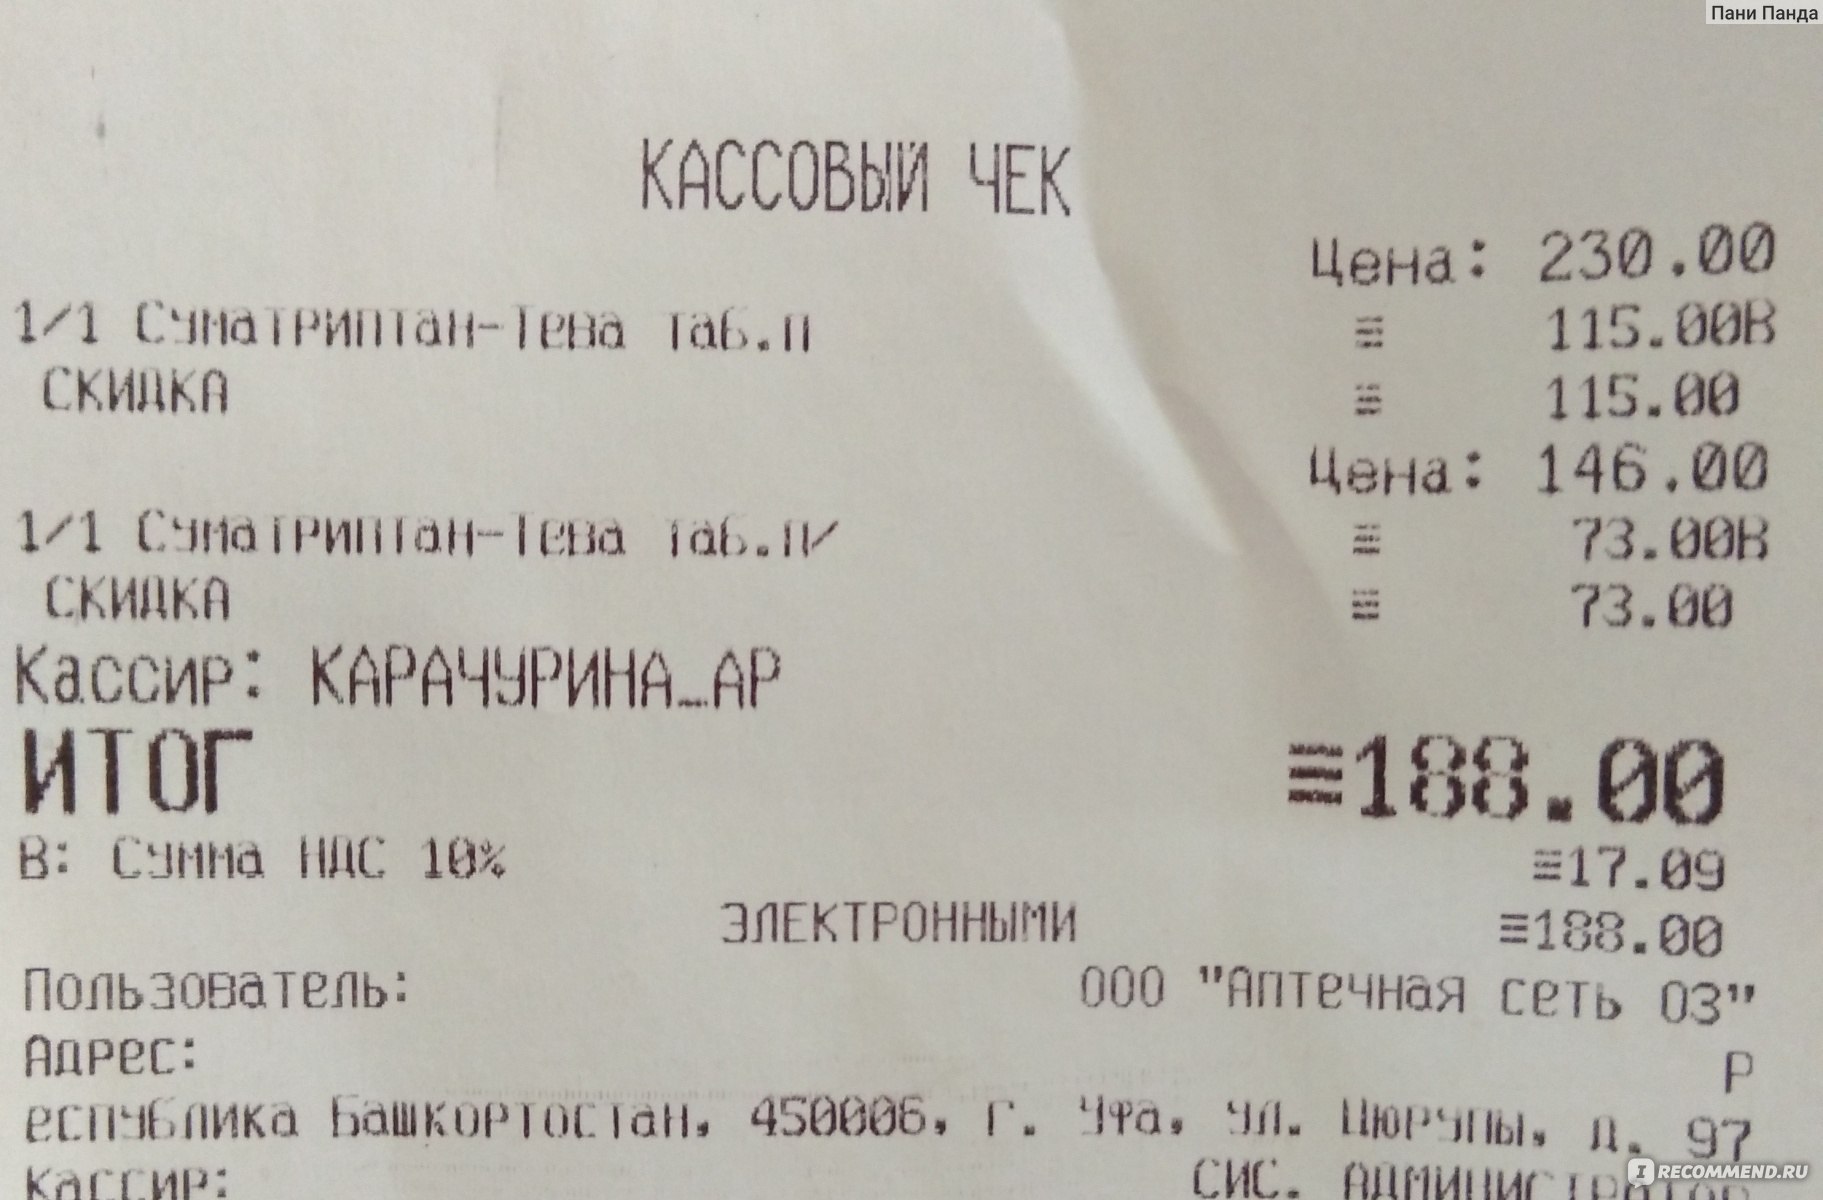 Пани Панда
КАССОВЫЙ ЧЕК
Цена: 230.00
1/1 Суматриптан-Тева таб.п ≡ 115.00В
СКИДКА ≡ 115.00
Цена: 146.00
1/1 Суматриптан-Тева таб.п/ ≡ 73.00В
СКИДКА ≡ 73.00
Кассир: КАРАЧУРИНА_АР
ИТОГ ≡188.00
В: Сумма НДС 10% ≡17.09
ЭЛЕКТРОННЫМИ ≡188.00
Пользователь: ООО "Аптечная сеть 03"
Адрес: Р
еспублика Башкортостан, 450006, г. Уфа, ул. Цюрупы, д. 97
Кассир: СИС. АДМИНИСТРАТОР
IRECOMMEND.RU